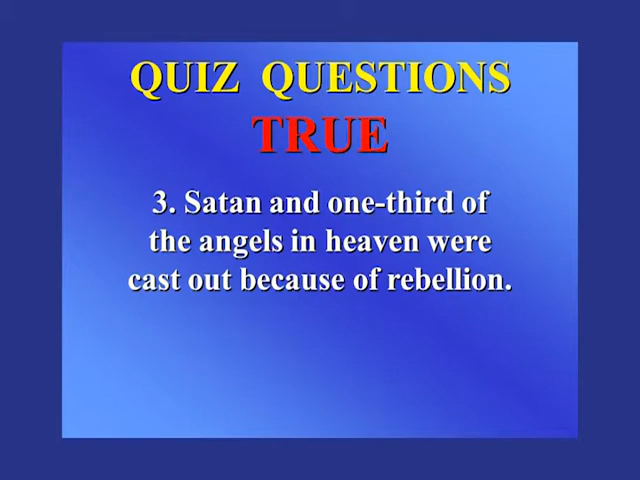 QUIZ QUESTIONS
TRUE
3. Satan and one-third of
the angels in heaven were
cast out because of rebellion.